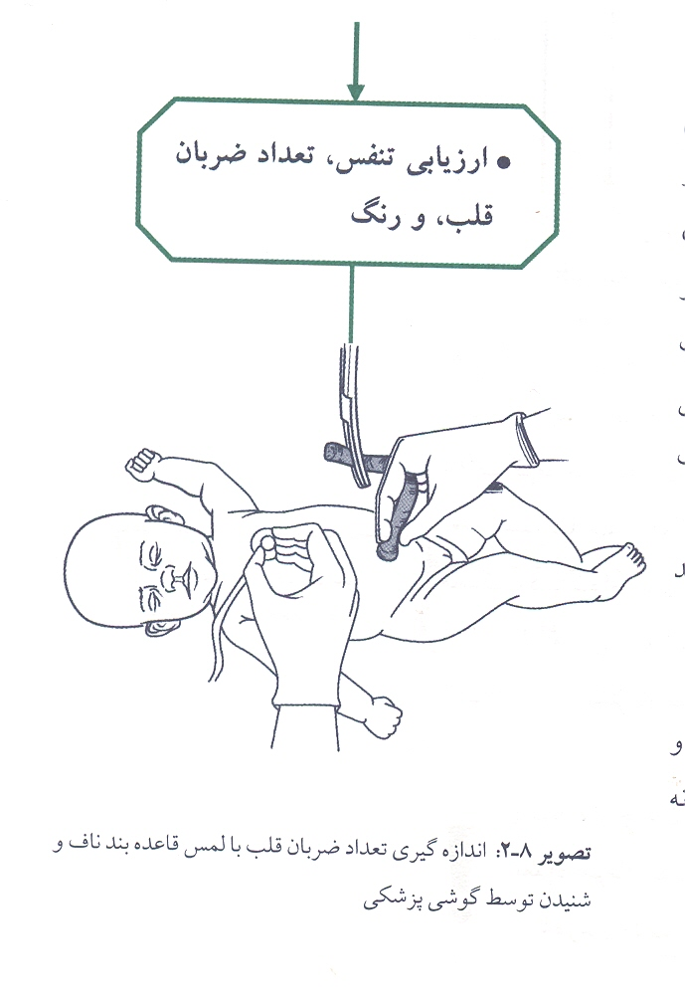 • ارزیابی تنفس، تعداد ضربان
قلب، و رنگ
و
تصویر ۸-۲: اندازه گیری تعداد ضربان قلب با لمس قاعده بند ناف و
شنیدن توسط گوشی پزشکی